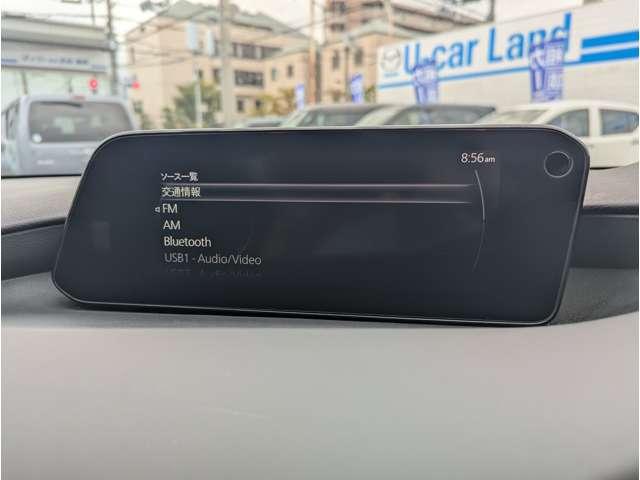 U-car Land
8:56am
ソース一覧
交通情報
FM
AM
Bluetooth
USB1 - Audio/Video